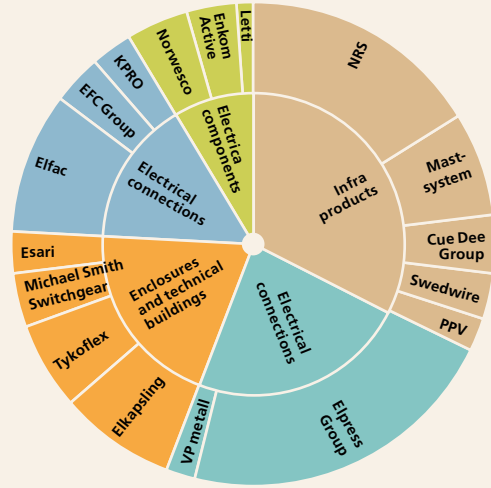 NRS
Mast-
system
Cue Dee
Group
Swedwire
PPV
Elpress
Group
VP metall
Elkapsling
Tykoflex
Michael Smith
Switchgear
Esari
Elfac
EFC Group
KPRO
Norwesco
Enkom
Active
Letti
Infra
products
Electrical
connections
Enclosures
and technical
buildings
Electrical
connections
Electrica
components